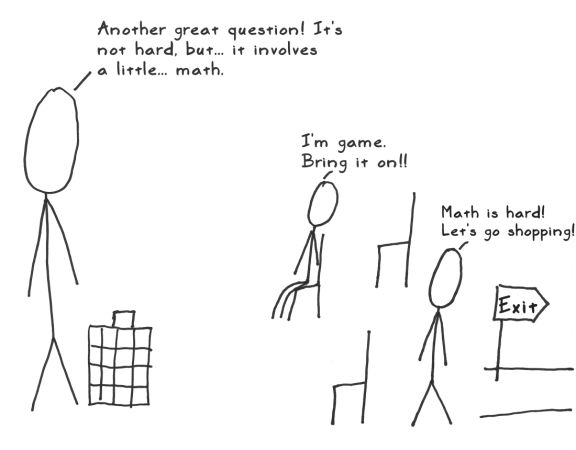 Another great question! It's
not hard, but... it involves
a little... math.
I'm game.
Bring it on!!
Math is hard!
Let's go shopping!
Exit